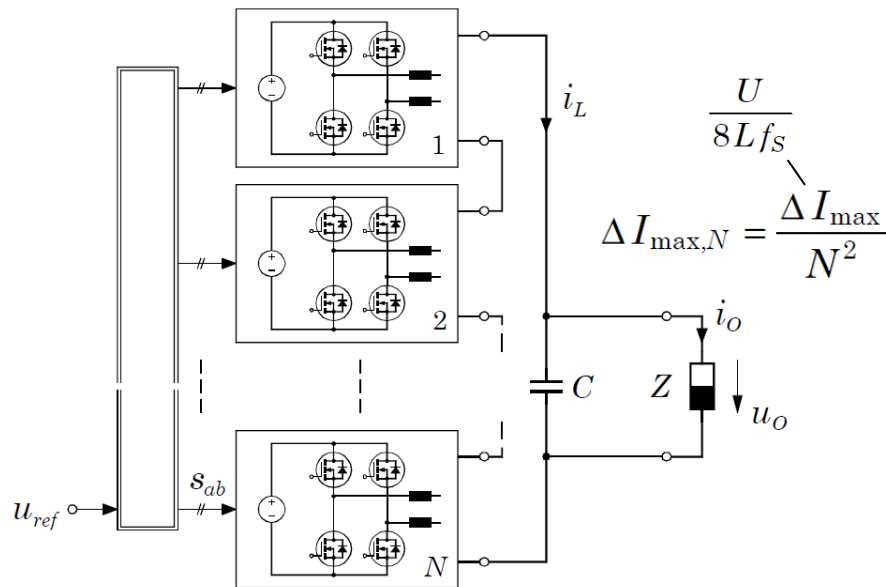 +
−
1
i_L
U
8Lf_S
+
−
2
ΔI_max,N = ΔI_max
N^2
i_O
C
Z
u_O
u_ref
s_ab
+
−
N